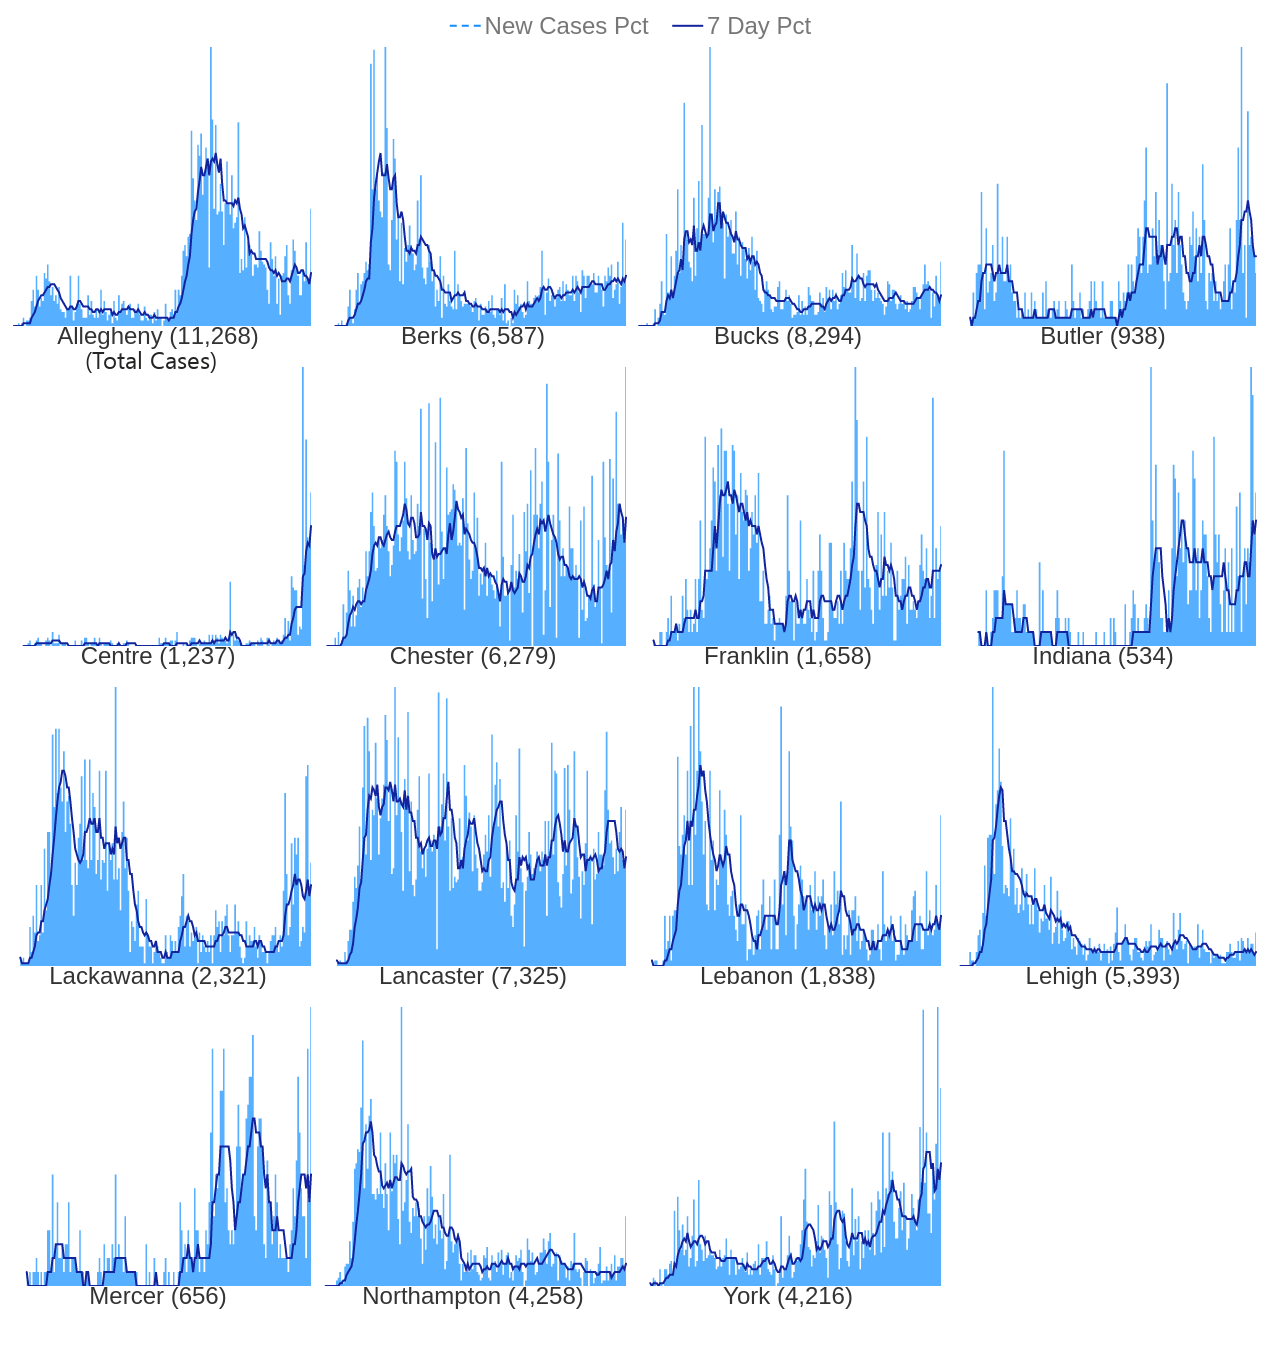 New Cases Pct 7 Day Pct
Allegheny (11,268) Berks (6,587) Bucks (8,294) Butler (938)
(Total Cases)
Centre (1,237) Chester (6,279) Franklin (1,658) Indiana (534)
Lackawanna (2,321) Lancaster (7,325) Lebanon (1,838) Lehigh (5,393)
Mercer (656) Northampton (4,258) York (4,216)